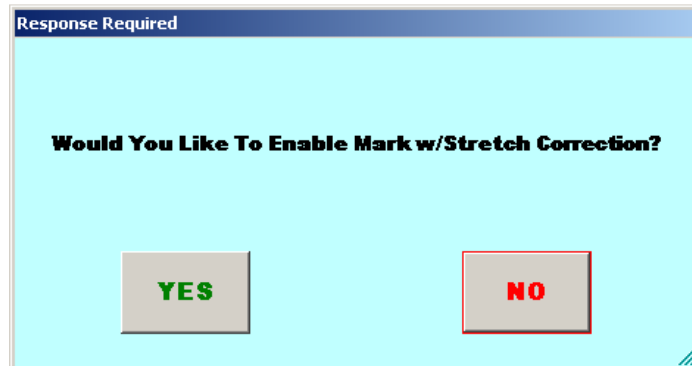 Response Required
Would You Like To Enable Mark w/Stretch Correction?
YES
NO